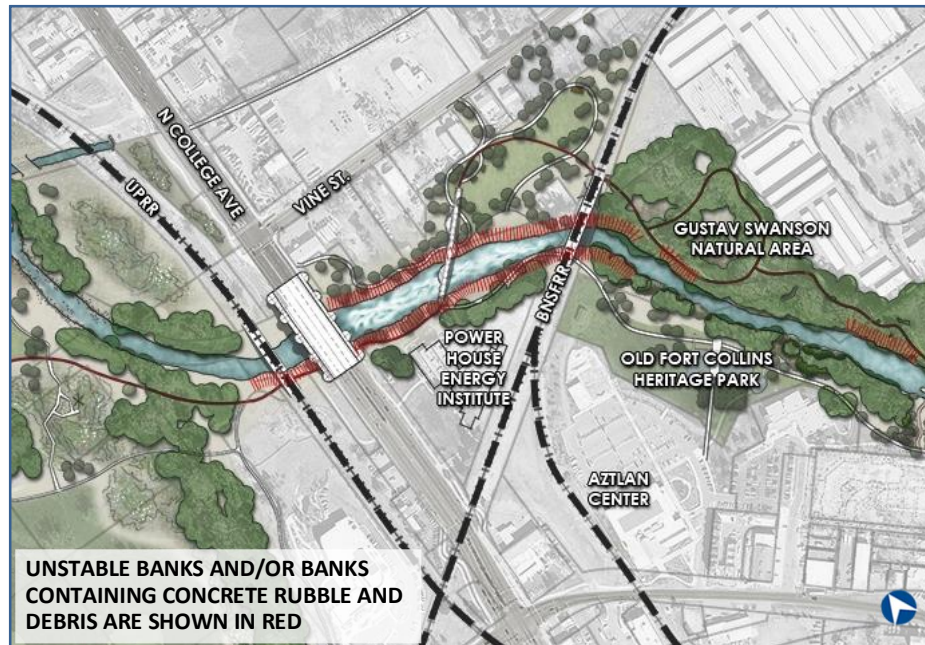 N COLLEGE AVE
UPRR
VINE ST.
GUSTAV SWANSON
NATURAL AREA
BNSFRR
POWER
HOUSE
ENERGY
INSTITUTE
OLD FORT COLLINS
HERITAGE PARK
AZTLAN
CENTER
UNSTABLE BANKS AND/OR BANKS
CONTAINING CONCRETE RUBBLE AND
DEBRIS ARE SHOWN IN RED